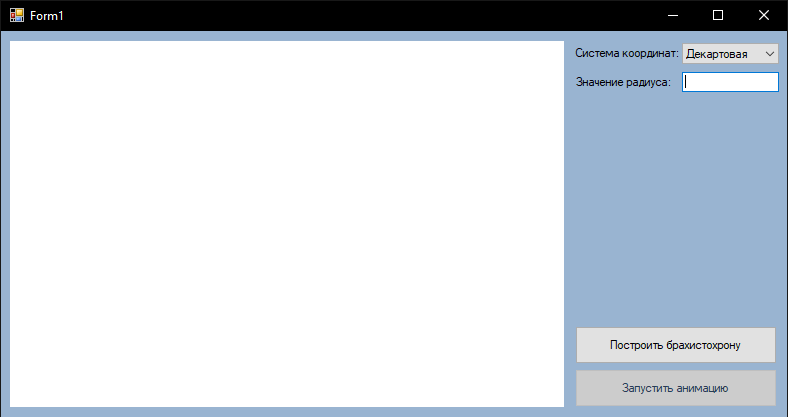 Form1
Система координат: Декартовая
Значение радиуса:
Построить брахистохрону
Запустить анимацию